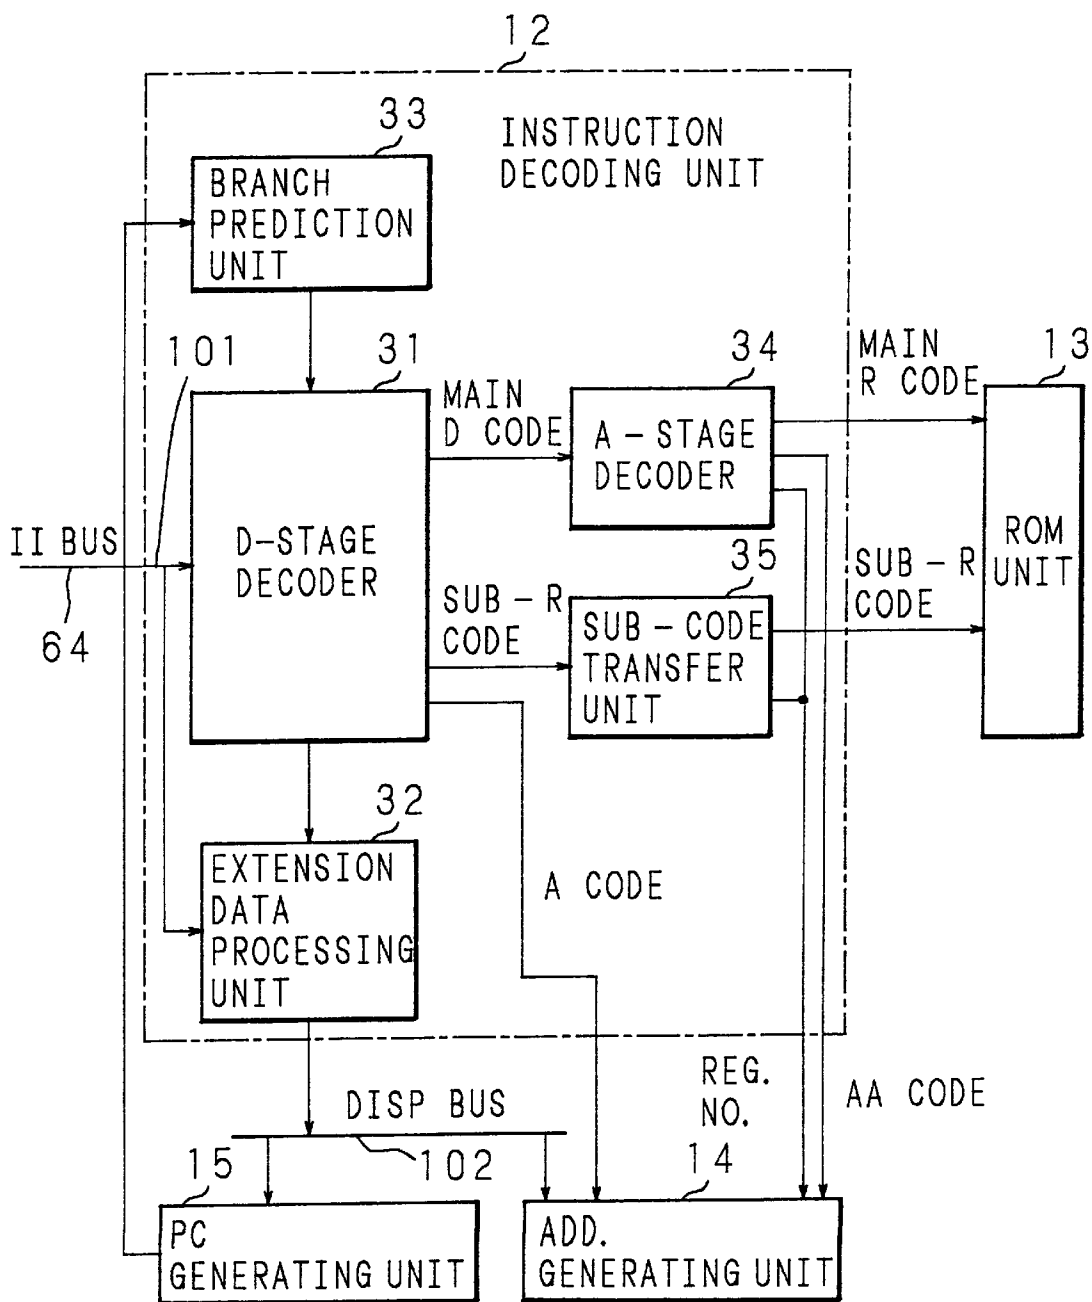 12
33
INSTRUCTION
DECODING UNIT
BRANCH
PREDICTION
UNIT
101
31
34
MAIN
R CODE
13
MAIN
D CODE
A-STAGE
DECODER
II BUS
D-STAGE
DECODER
ROM
UNIT
64
SUB-R
CODE
35
SUB-R
CODE
SUB-CODE
TRANSFER
UNIT
32
EXTENSION
DATA
PROCESSING
UNIT
A CODE
REG.
NO.
AA CODE
DISP BUS
102
15
14
PC
GENERATING UNIT
ADD.
GENERATING UNIT